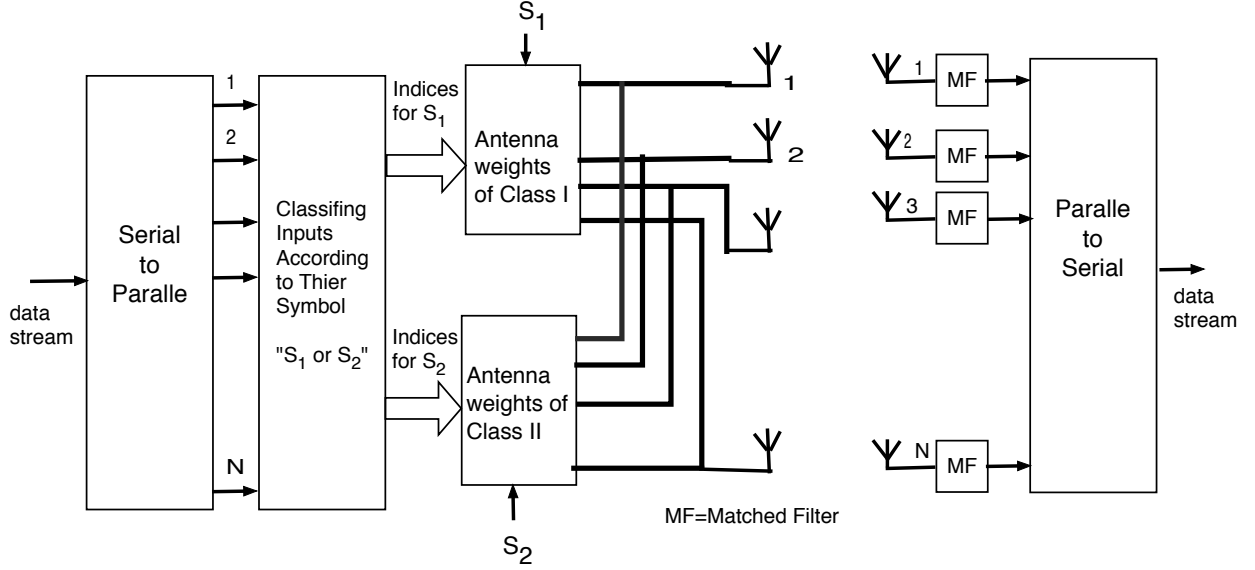 data
stream
Serial
to
Paralle
1
2
N
Classifing
Inputs
According
to Thier
Symbol
"S1 or S2"
Indices
for S1
Indices
for S2
S1
Antenna
weights
of Class I
Antenna
weights of
Class II
S2
1
2
1
2
3
N
MF
MF
MF
MF
MF=Matched Filter
Paralle
to
Serial
data
stream